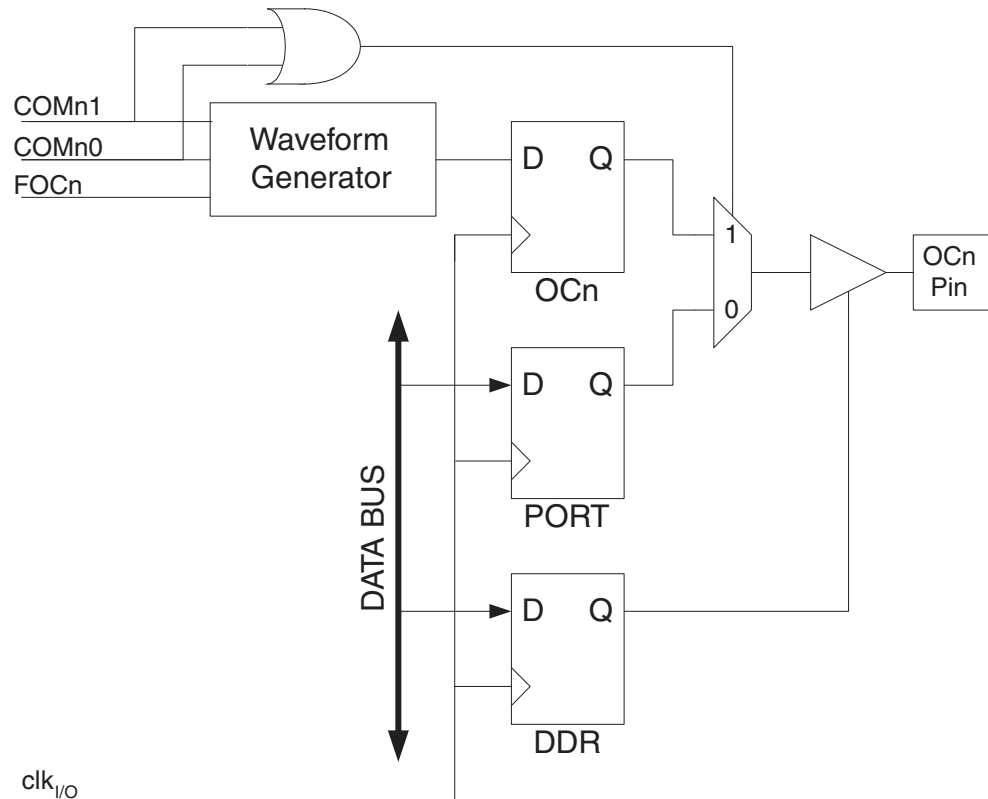 COMn1
COMn0
FOCn
Waveform
Generator
D Q
OCn
1
0
OCn
Pin
D Q
PORT
DATA BUS
D Q
DDR
clkI/O